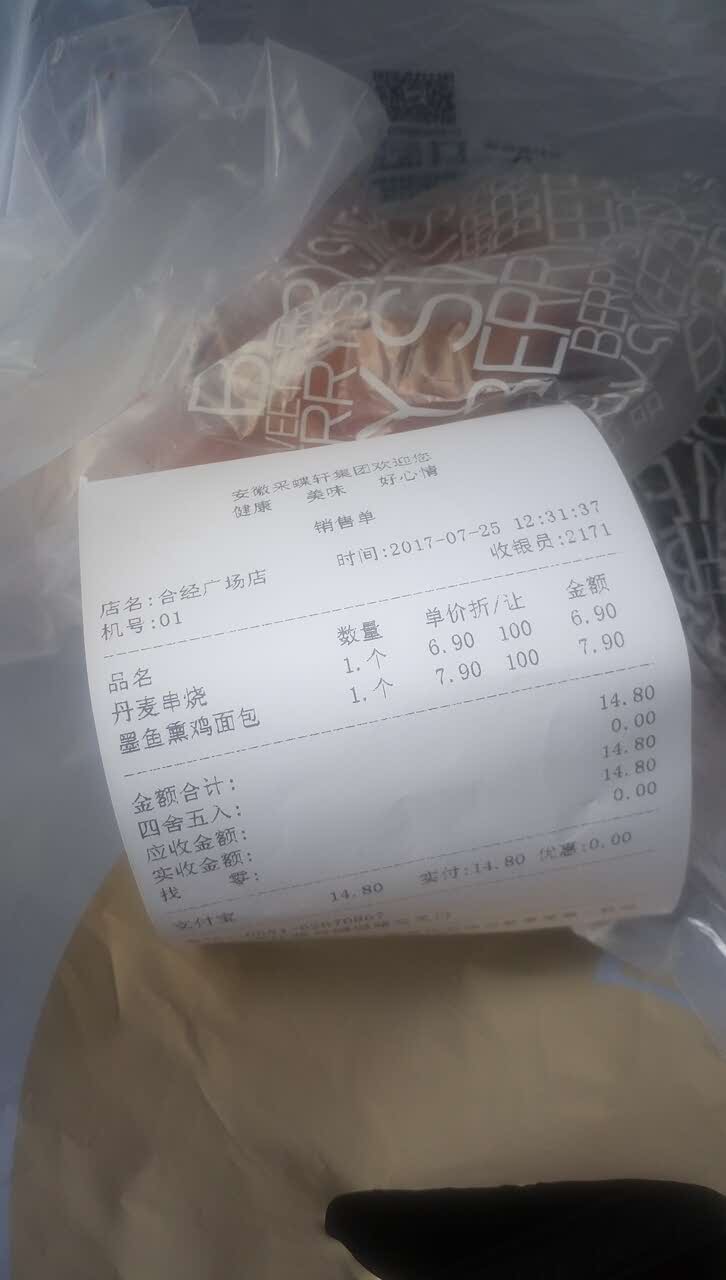 BERRY
BERRY
安徽采蝶轩集团欢迎您
健康 美味 好心情
销售单
时间:2017-07-25 12:31:37
店名:合经广场店
收银员:2171
机号:01
品名 数量 单价折/让 金额
丹麦串烧 1.个 6.90 100 6.90
墨鱼熏鸡面包 1.个 7.90 100 7.90
金额合计: 14.80
四舍五入: 0.00
应收金额: 14.80
实收金额: 14.80
找 零: 0.00
支付宝 14.80 实付:14.80 优惠:0.00